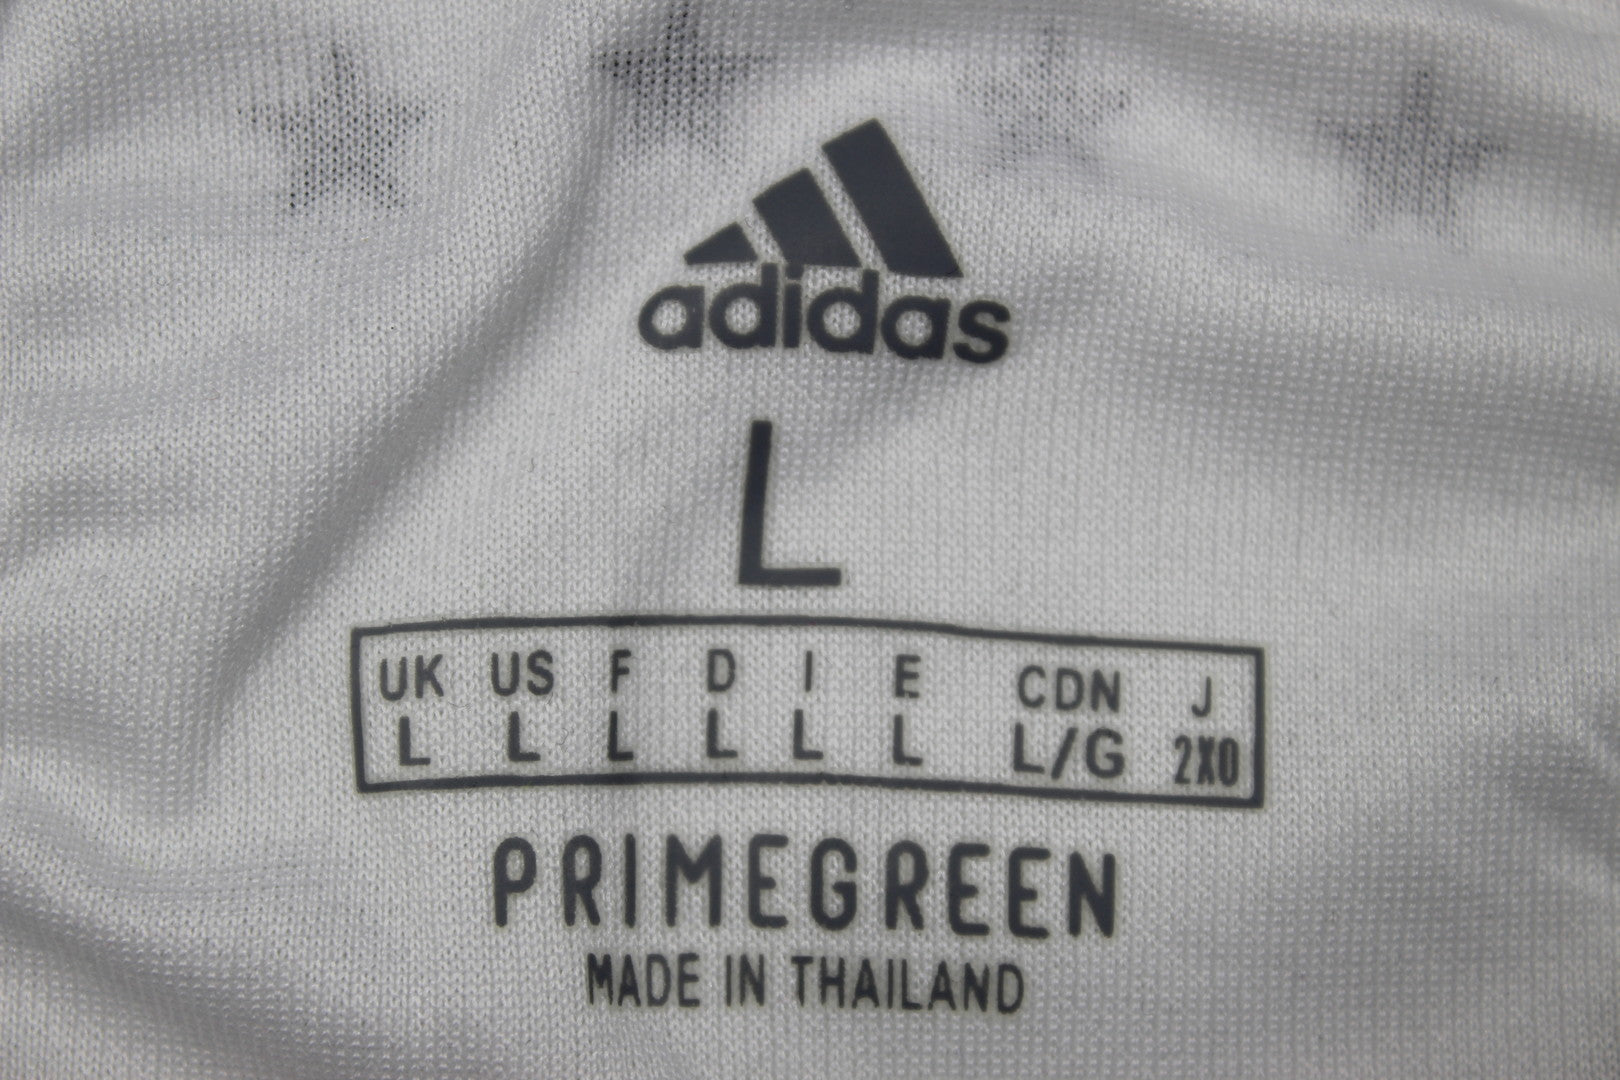 adidas
L
UK US F D I E CDN J
L L L L L L L/G 2XO
PRIMEGREEN
MADE IN THAILAND